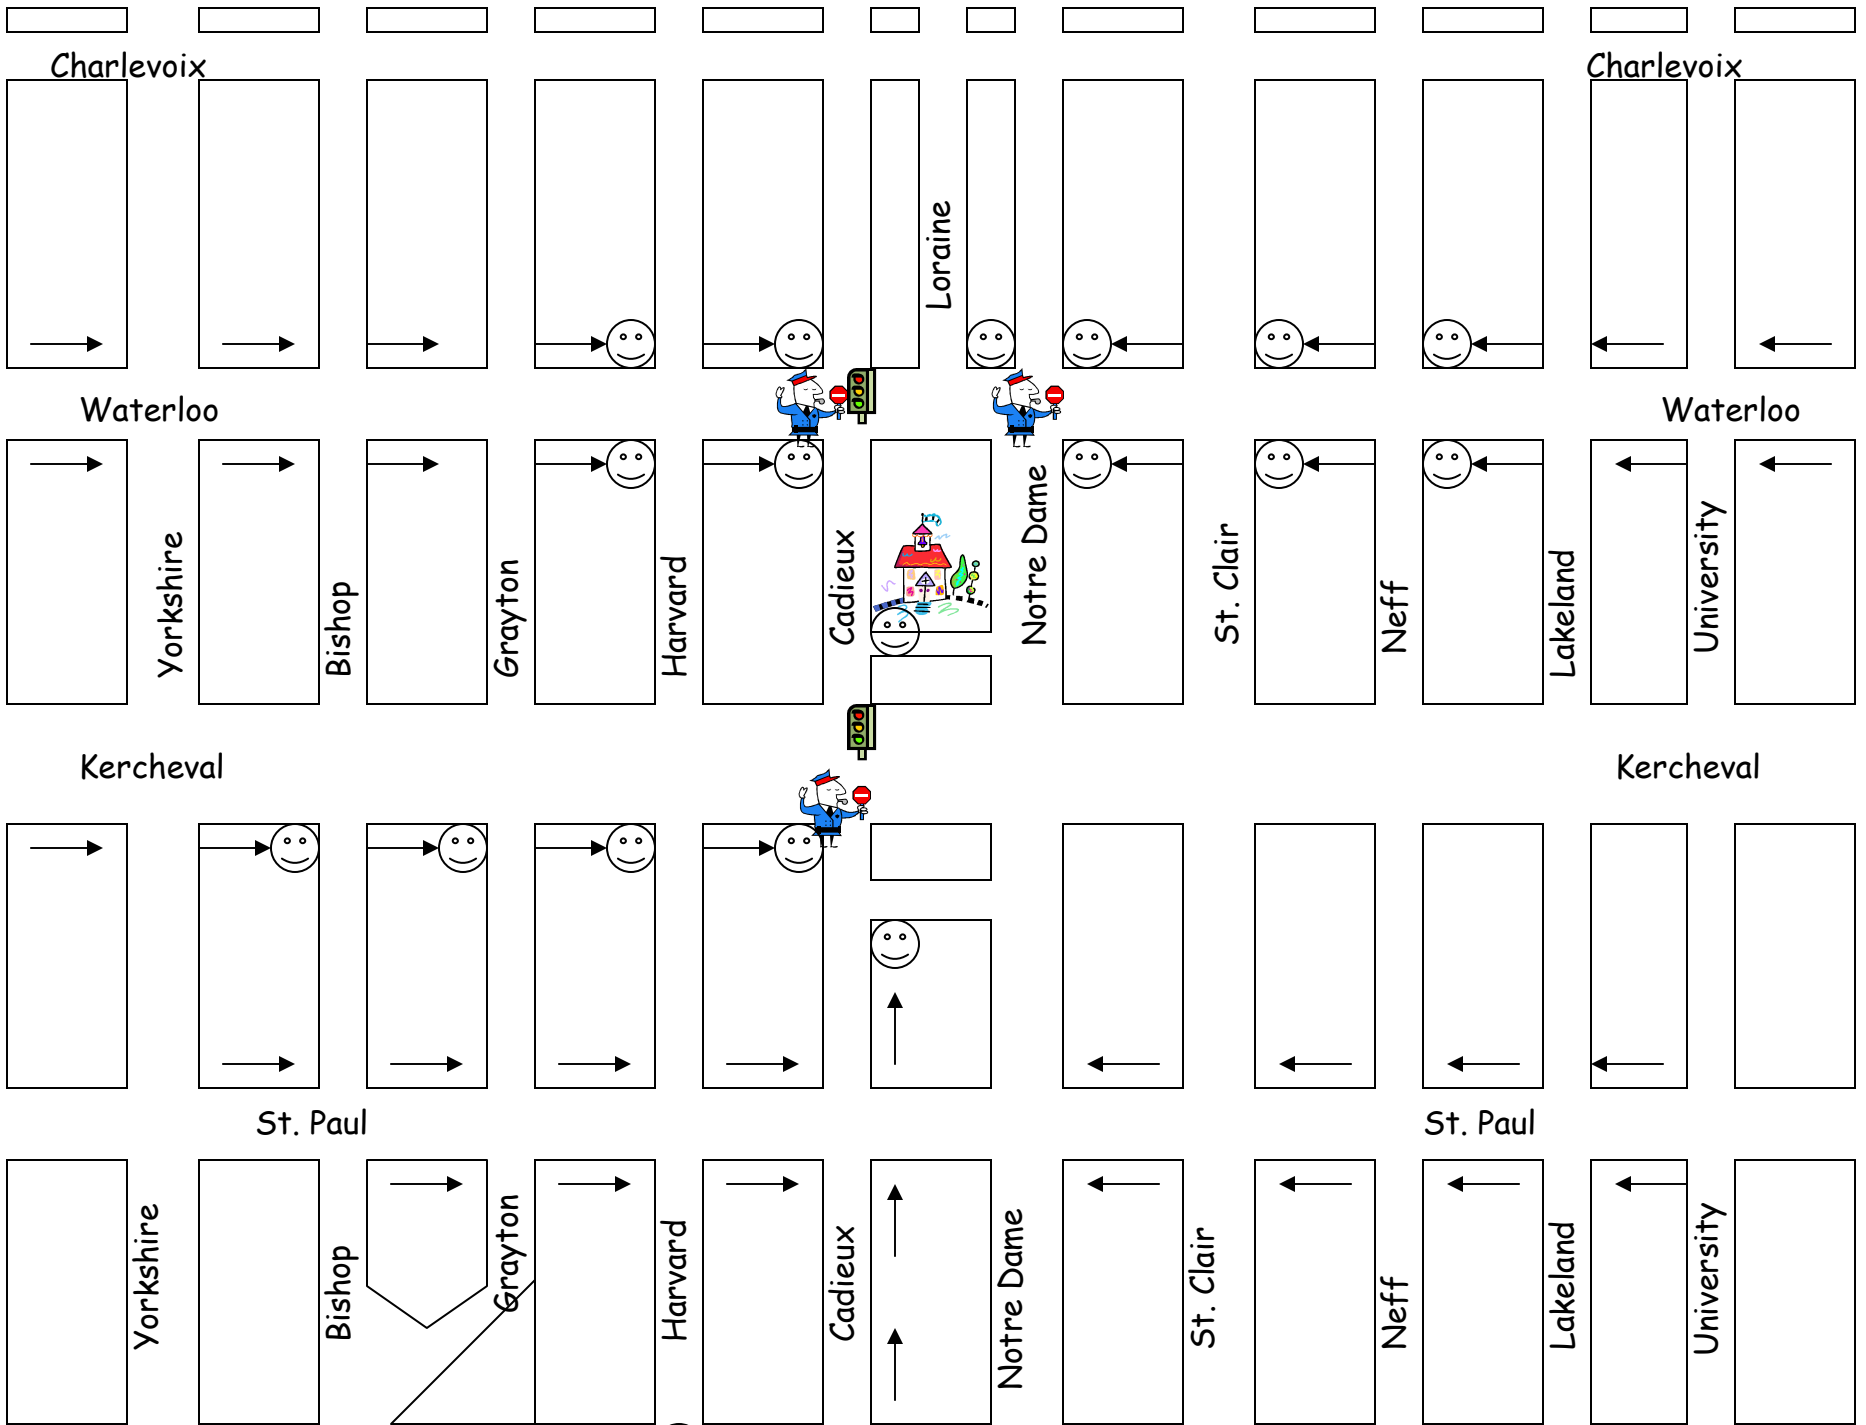 Charlevoix
Charlevoix
Loraine
Waterloo
Waterloo
Yorkshire
Bishop
Grayton
Harvard
Cadieux
Notre Dame
St. Clair
Neff
Lakeland
University
Kercheval
Kercheval
St. Paul
St. Paul
Yorkshire
Bishop
Grayton
Harvard
Cadieux
Notre Dame
St. Clair
Neff
Lakeland
University